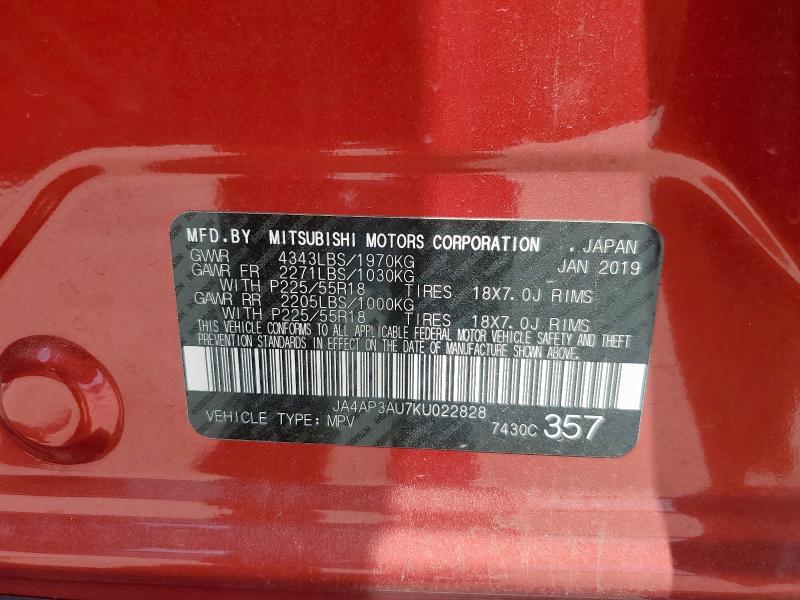 MFD.BY MITSUBISHI MOTORS CORPORATION . JAPAN
GVWR 4343LBS/1970KG JAN 2019
GAWR FR 2271LBS/1030KG
WITH P225/55R18 TIRES 18X7.0J RIMS
GAWR RR 2205LBS/1000KG
WITH P225/55R18 TIRES 18X7.0J RIMS
THIS VEHICLE CONFORMS TO ALL APPLICABLE FEDERAL MOTOR VEHICLE SAFETY AND THEFT
PREVENTION STANDARDS IN EFFECT ON THE DATE OF MANUFACTURE SHOWN ABOVE.
JA4AP3AU7KU022828
VEHICLE TYPE: MPV 7430C 357